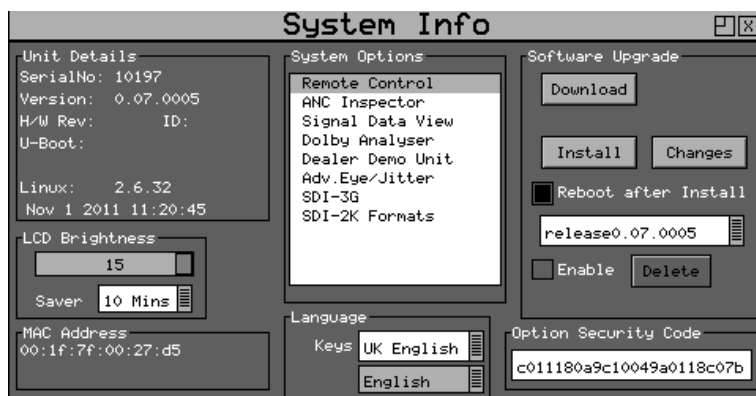 System Info
Unit Details
SerialNo: 10197
Version: 0.07.0005
H/W Rev: ID:
U-Boot:
Linux: 2.6.32
Nov 1 2011 11:20:45
LCD Brightness
15
Saver 10 Mins
MAC Address
00:1f:7f:00:27:d5
System Options
Remote Control
ANC Inspector
Signal Data View
Dolby Analyser
Dealer Demo Unit
Adv.Eye/Jitter
SDI-3G
SDI-2K Formats
Language
Keys UK English
English
Software Upgrade
Download
Install Changes
Reboot after Install
release0.07.0005
Enable Delete
Option Security Code
c011180a9c10049a0118c07b